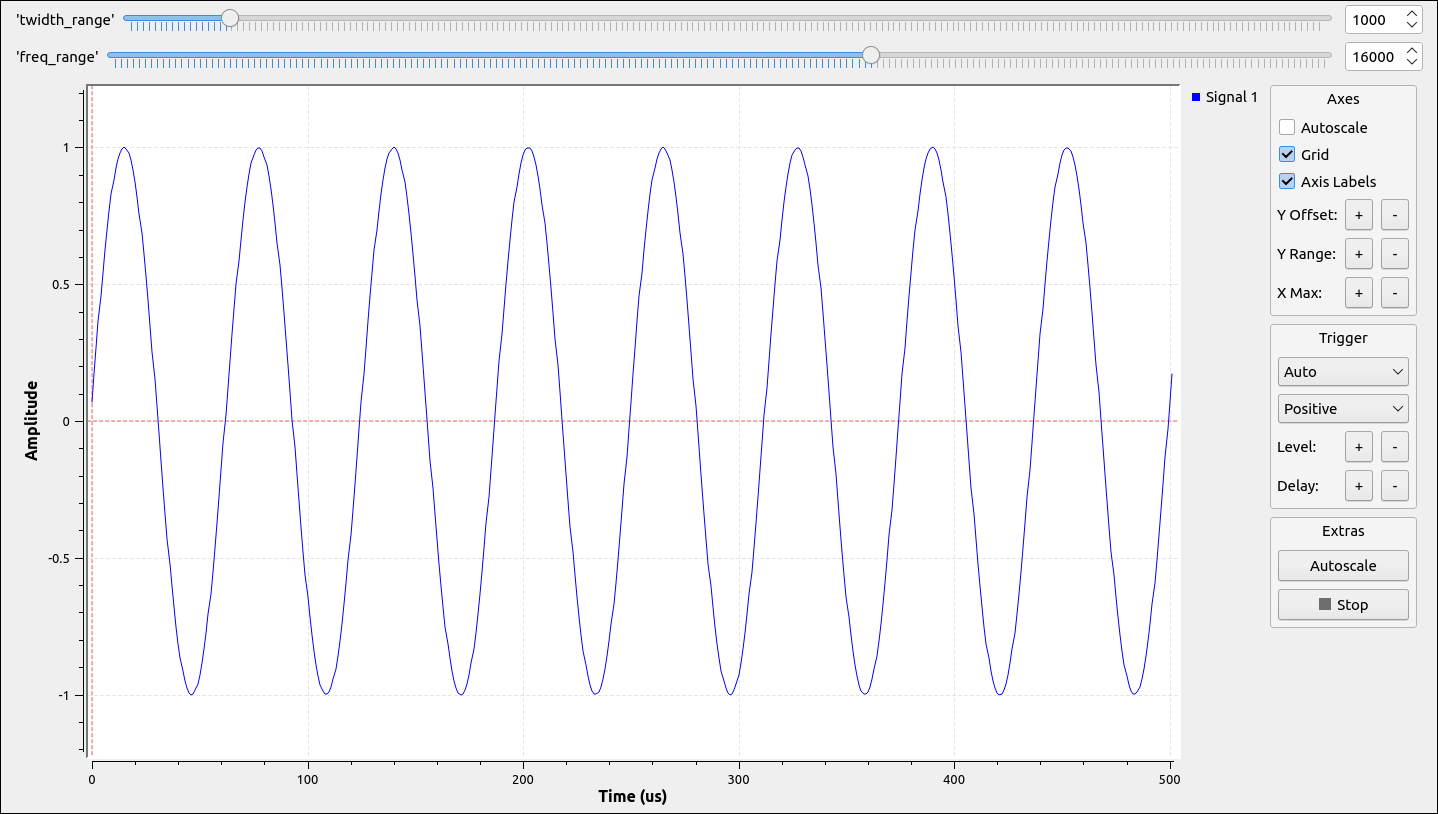 'twidth_range' 1000
'freq_range' 16000
Signal 1
Axes
Autoscale
Grid
Axis Labels
Y Offset: + -
Y Range: + -
X Max: + -
Trigger
Auto
Positive
Level: + -
Delay: + -
Extras
Autoscale
Stop
Amplitude
1
0.5
0
-0.5
-1
0 100 200 300 400 500
Time (us)